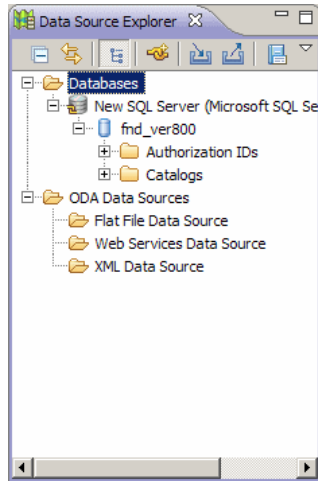 Data Source Explorer
Databases
New SQL Server (Microsoft SQL Se
fnd_ver800
Authorization IDs
Catalogs
ODA Data Sources
Flat File Data Source
Web Services Data Source
XML Data Source